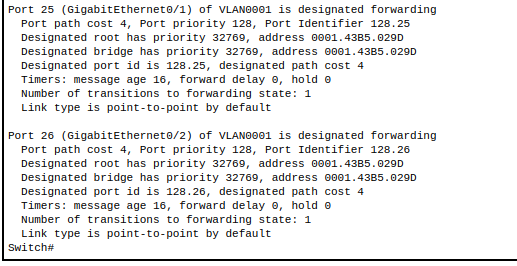 Port 25 (GigabitEthernet0/1) of VLAN0001 is designated forwarding
Port path cost 4, Port priority 128, Port Identifier 128.25
Designated root has priority 32769, address 0001.43B5.029D
Designated bridge has priority 32769, address 0001.43B5.029D
Designated port id is 128.25, designated path cost 4
Timers: message age 16, forward delay 0, hold 0
Number of transitions to forwarding state: 1
Link type is point-to-point by default
Port 26 (GigabitEthernet0/2) of VLAN0001 is designated forwarding
Port path cost 4, Port priority 128, Port Identifier 128.26
Designated root has priority 32769, address 0001.43B5.029D
Designated bridge has priority 32769, address 0001.43B5.029D
Designated port id is 128.26, designated path cost 4
Timers: message age 16, forward delay 0, hold 0
Number of transitions to forwarding state: 1
Link type is point-to-point by default
Switch#